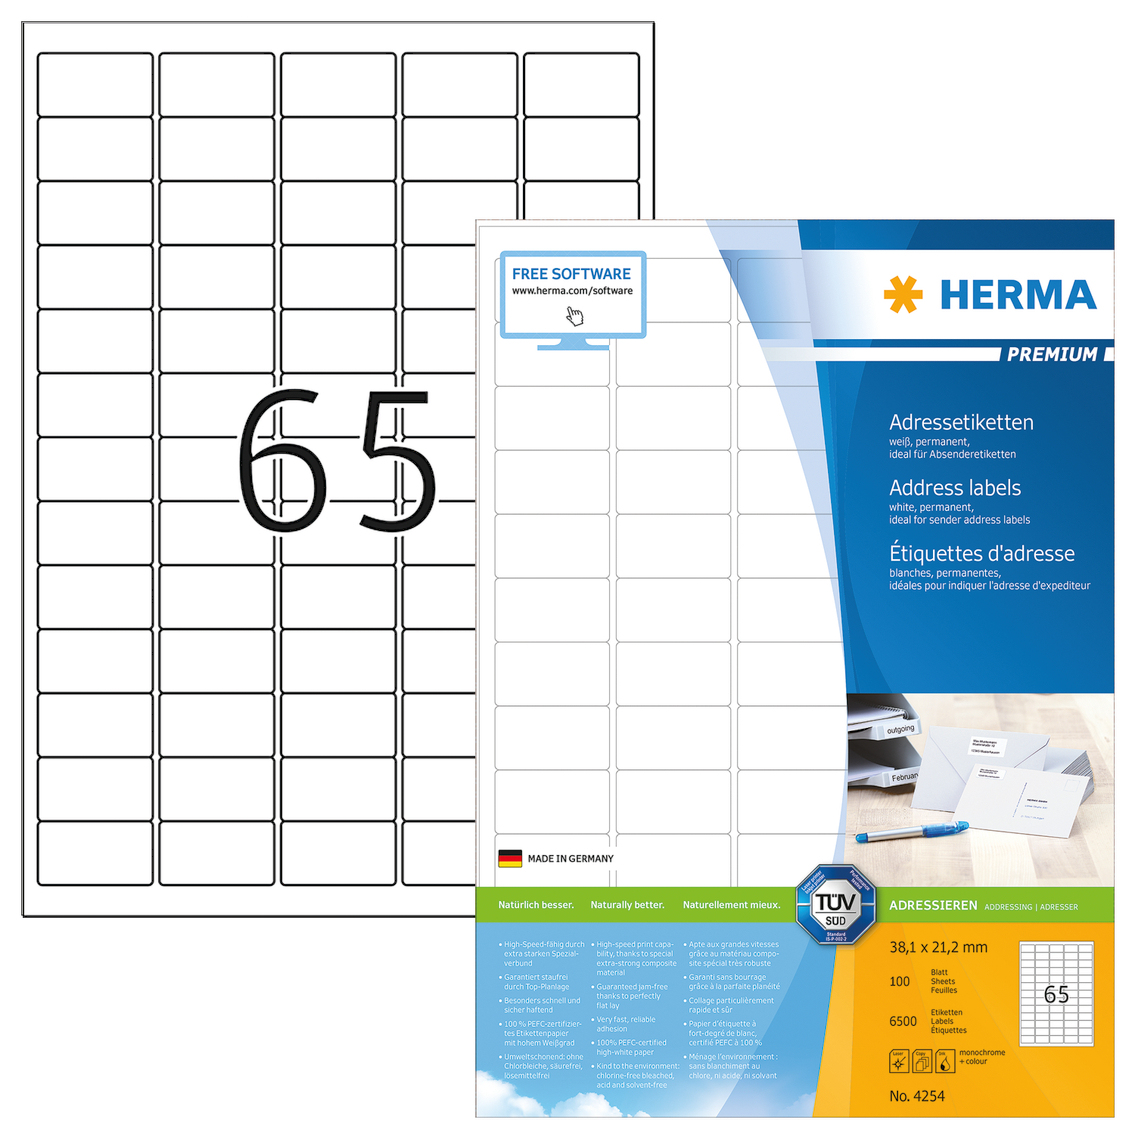 65
FREE SOFTWARE
www.herma.com/software
HERMA
PREMIUM
Adressetiketten
weiß, permanent,
ideal für Absenderetiketten
Address labels
white, permanent,
ideal for sender address labels
Étiquettes d'adresse
blanches, permanentes,
idéales pour indiquer l'adresse d'expediteur
outgoing
Februar
MADE IN GERMANY
TÜV
SÜD
Standard
IS-P-002-2
Natürlich besser.
Naturally better.
Naturellement mieux.
ADRESSIEREN ADDRESSING | ADRESSER
• High-Speed-fähig durch
extra starken Spezial-
verbund
• Garantiert staufrei
durch Top-Planlage
• Besonders schnell und
sicher haftend
• 100 % PEFC-zertifizier-
tes Etikettenpapier
mit hohem Weißgrad
• Umweltschonend: ohne
Chlorbleiche, säurefrei,
lösemittelfrei
• High-speed print capa-
bility, thanks to special
extra-strong composite
material
• Guaranteed jam-free
thanks to perfectly
flat lay
• Very fast, reliable
adhesion
• 100% PEFC-certified
high-white paper
• Kind to the environment:
chlorine-free bleached,
acid and solvent-free
• Apte aux grandes vitesses
grâce au matériau compo-
site spécial très robuste
• Garanti sans bourrage
grâce à la parfaite planéité
• Collage particulièrement
rapide et sûr
• Papier d'étiquette à
fort-degré de blanc,
certifié PEFC à 100 %
• Ménage l'environnement :
sans blanchiment au
chlore, ni acide, ni solvant
38,1 x 21,2 mm
100
Blatt
Sheets
Feuilles
6500
Etiketten
Labels
Étiquettes
65
Laser
Copy
Ink
monochrome
+ colour
No. 4254